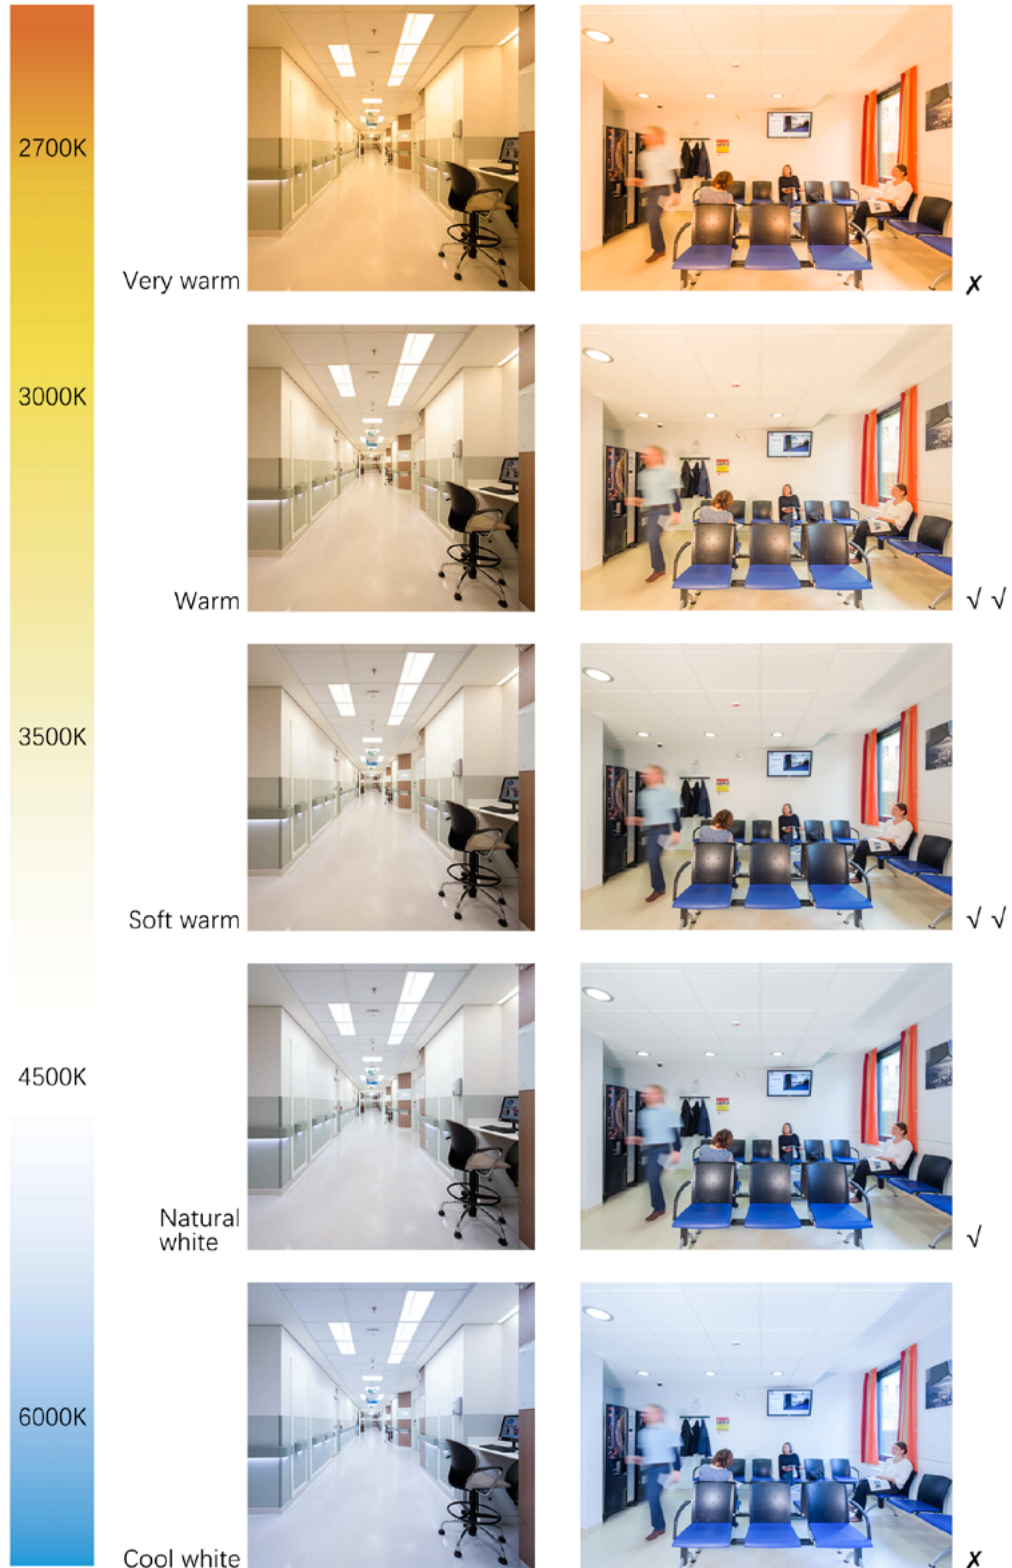 2700K
Very warm
✗
3000K
Warm
√ √
3500K
Soft warm
√ √
4500K
Natural
white
√
6000K
Cool white
✗